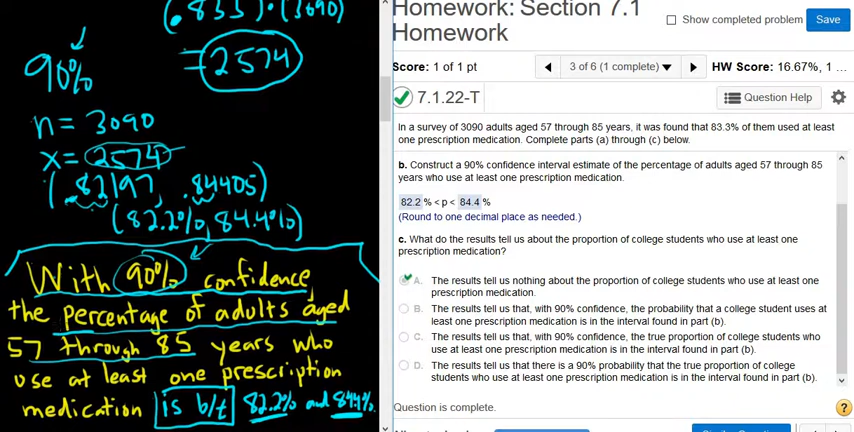 (.833)·(3090)
= 2574
90%
n = 3090
x = 2574
(.82197, .84405)
(82.2%, 84.4%)
With 90% confidence,
the percentage of adults aged
57 through 85 years who
use at least one prescription
medication is b/t 82.2% and 84.4%.
Homework: Section 7.1
Homework
Show completed problem
Save
Score: 1 of 1 pt
3 of 6 (1 complete)
HW Score: 16.67%, 1 ...
7.1.22-T
Question Help
In a survey of 3090 adults aged 57 through 85 years, it was found that 83.3% of them used at least
one prescription medication. Complete parts (a) through (c) below.
b. Construct a 90% confidence interval estimate of the percentage of adults aged 57 through 85
years who use at least one prescription medication.
82.2 % < p < 84.4 %
(Round to one decimal place as needed.)
c. What do the results tell us about the proportion of college students who use at least one
prescription medication?
A. The results tell us nothing about the proportion of college students who use at least one
prescription medication.
B. The results tell us that, with 90% confidence, the probability that a college student uses at
least one prescription medication is in the interval found in part (b).
C. The results tell us that, with 90% confidence, the true proportion of college students who
use at least one prescription medication is in the interval found in part (b).
D. The results tell us that there is a 90% probability that the true proportion of college
students who use at least one prescription medication is in the interval found in part (b).
Question is complete.
?